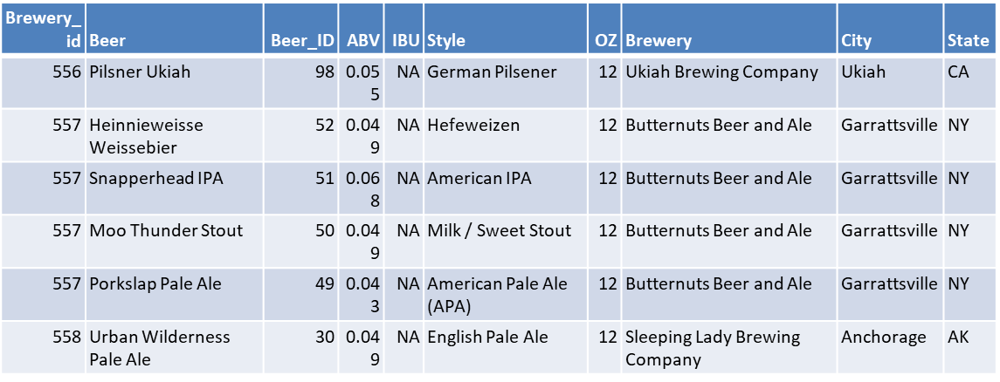 Brewery_id Beer Beer_ID ABV IBU Style OZ Brewery City State
556 Pilsner Ukiah 98 0.055 NA German Pilsener 12 Ukiah Brewing Company Ukiah CA
557 Heinnieweisse Weissebier 52 0.049 NA Hefeweizen 12 Butternuts Beer and Ale Garrattsville NY
557 Snapperhead IPA 51 0.068 NA American IPA 12 Butternuts Beer and Ale Garrattsville NY
557 Moo Thunder Stout 50 0.049 NA Milk / Sweet Stout 12 Butternuts Beer and Ale Garrattsville NY
557 Porkslap Pale Ale 49 0.043 NA American Pale Ale (APA) 12 Butternuts Beer and Ale Garrattsville NY
558 Urban Wilderness Pale Ale 30 0.049 NA English Pale Ale 12 Sleeping Lady Brewing Company Anchorage AK